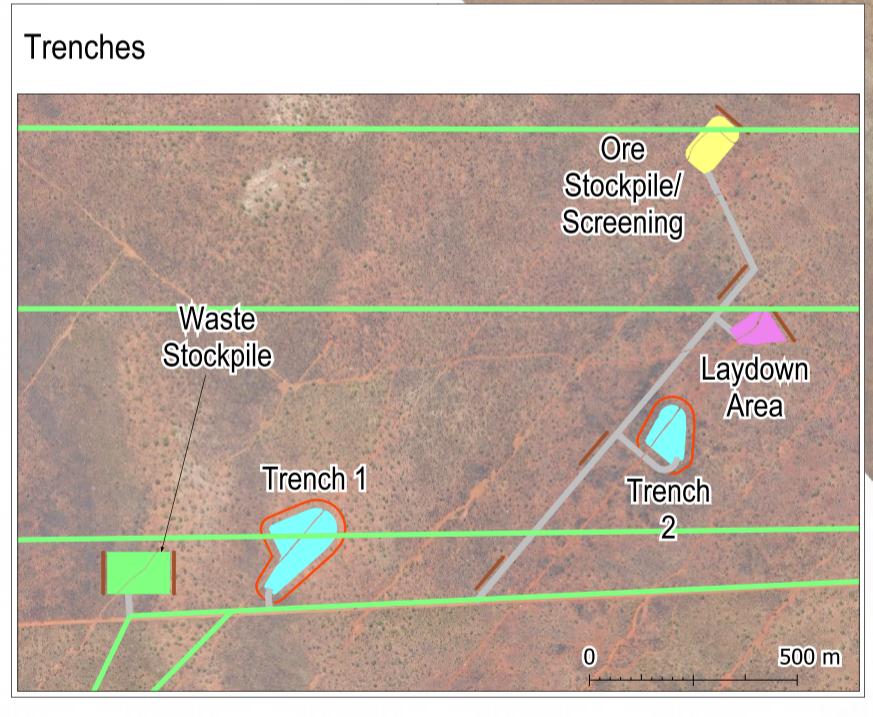 Trenches
Ore
Stockpile/
Screening
Waste
Stockpile
Laydown
Area
Trench 1
Trench
2
0 500 m